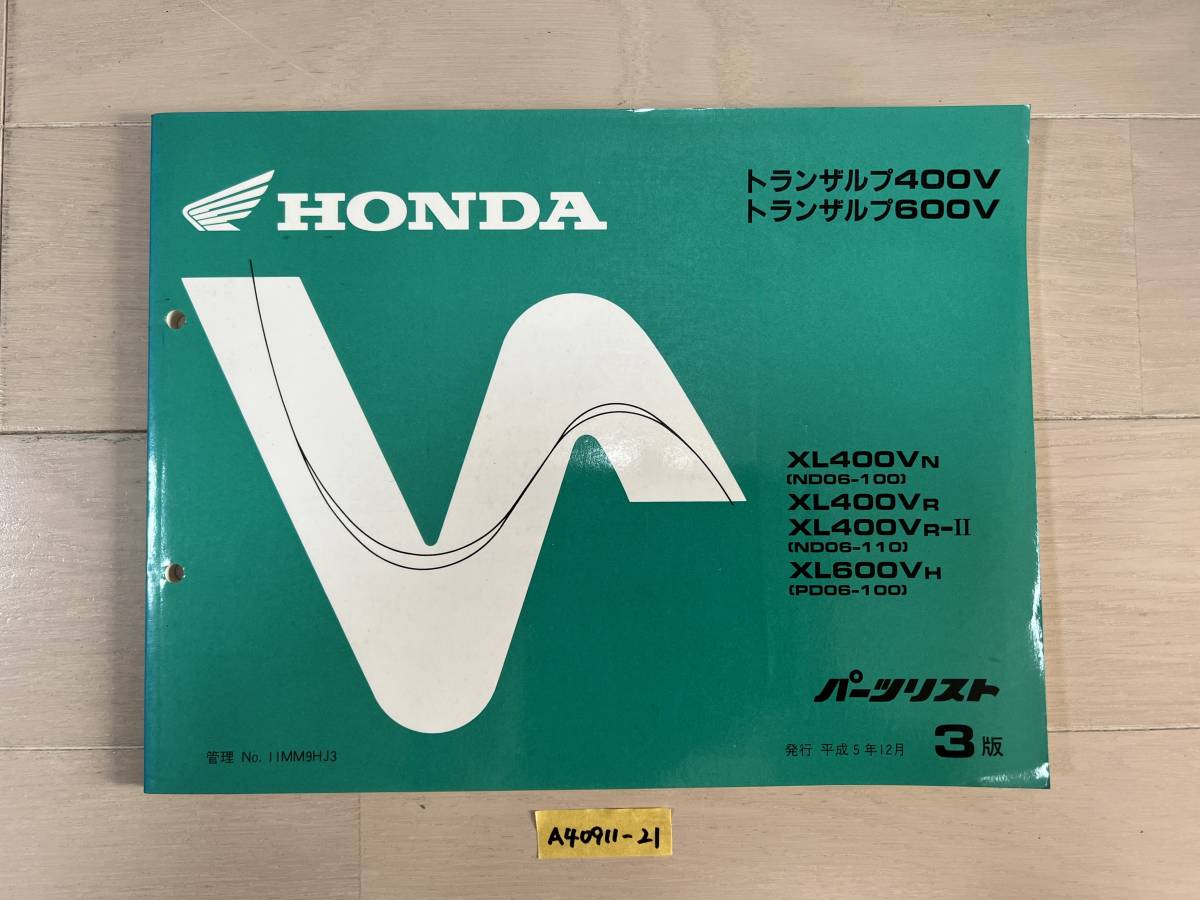 HONDA
トランザルプ400V
トランザルプ600V
XL400VN
(ND06-100)
XL400VR
XL400VR-II
(ND06-110)
XL600VH
(PD06-100)
パーツリスト
管理 No. 11MM9HJ3
発行 平成5年12月 3版
A40911-21